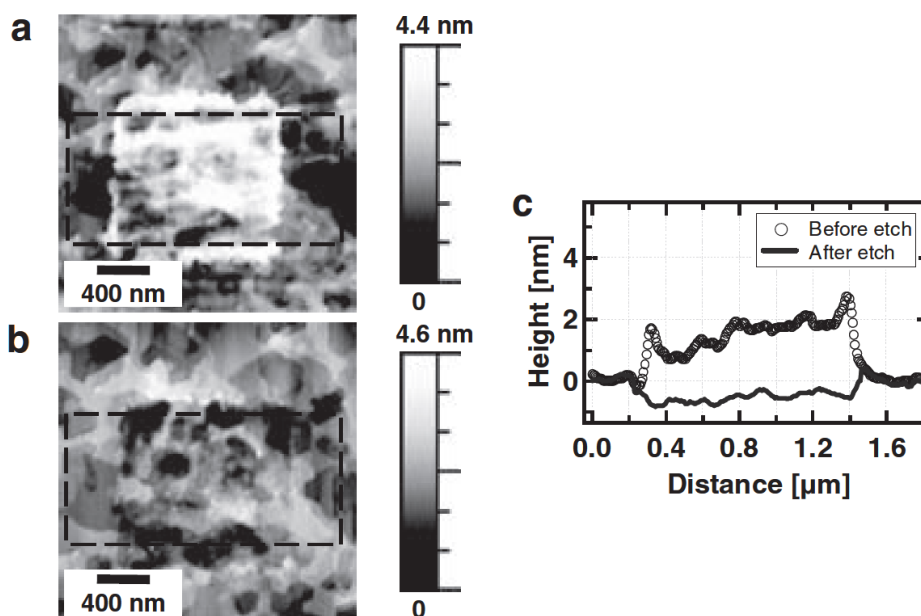 a
4.4 nm
0
400 nm
b
4.6 nm
0
400 nm
c
Before etch
After etch
Height [nm]
4
2
0
0.0 0.4 0.8 1.2 1.6
Distance [µm]